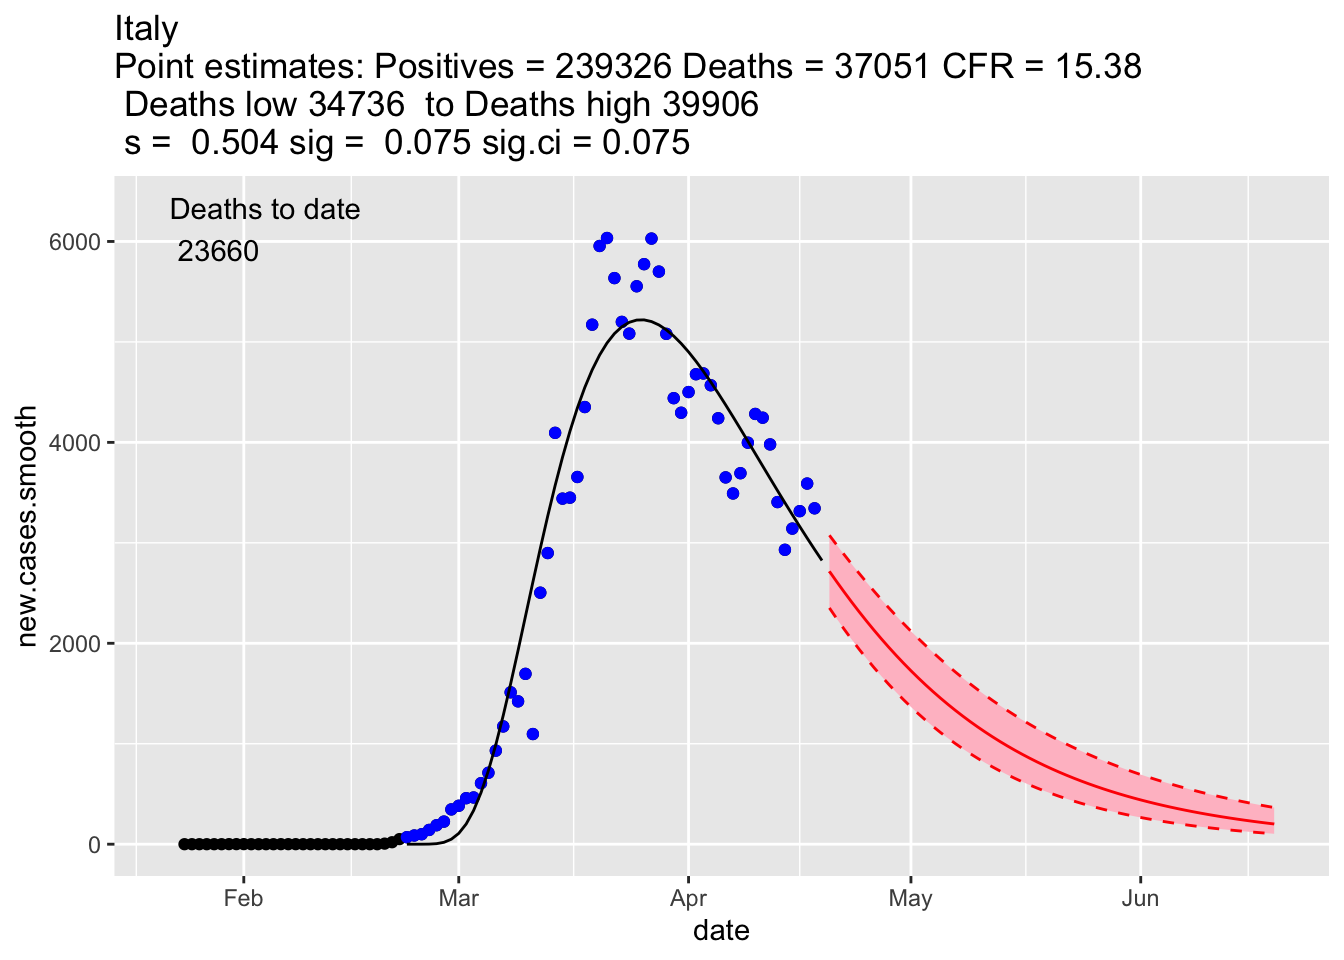 Italy
Point estimates: Positives = 239326 Deaths = 37051 CFR = 15.38
Deaths low 34736  to Deaths high 39906
s =  0.504 sig =  0.075 sig.ci = 0.075
Deaths to date
23660
6000
4000
2000
0
new.cases.smooth
Feb Mar Apr May Jun
date